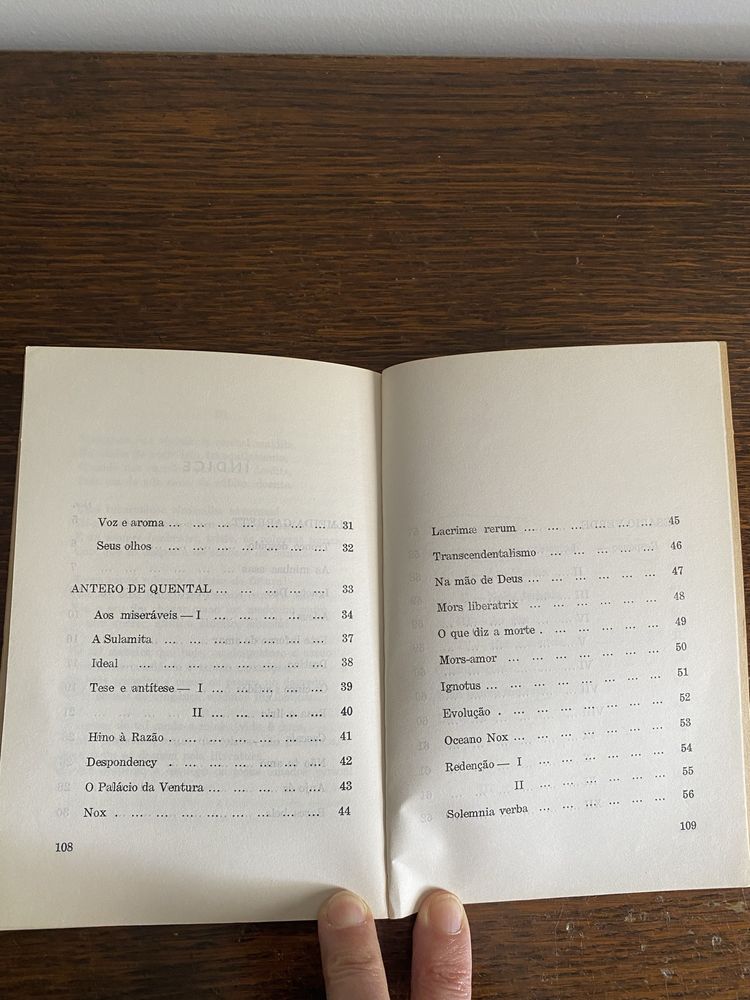 Voz e aroma ... ... ... ... ... ... ... 31
Seus olhos ... ... ... ... ... ... ... 32
ANTERO DE QUENTAL ... ... ... ... ... 33
Aos miseráveis — I ... ... ... ... ... 34
A Sulamita ... ... ... ... ... ... ... 37
Ideal ... ... ... ... ... ... ... ... 38
Tese e antítese — I ... ... ... ... ... 39
II ... ... ... ... ... 40
Hino à Razão . ... ... ... ... ... ... 41
Despondency ... ... ... ... ... ... ... 42
O Palácio da Ventura ... ... ... ... ... 43
Nox . ... ... ... ... ... ... ... ... 44
108
Lacrimæ rerum ... ... ... ... ... 45
Transcendentalismo ... ... ... ... ... 46
Na mão de Deus ... ... ... ... ... 47
Mors liberatrix ... ... ... ... ... 48
O que diz a morte . ... ... ... ... ... 49
Mors-amor ... ... ... ... ... ... 50
Ignotus ... ... ... ... ... ... ... 51
Evolução . ... ... ... ... ... ... 52
Oceano Nox ... ... ... ... ... ... 53
Redenção — I ... ... ... ... ... ... 54
II ... ... ... ... ... ... 55
Solemnia verba ... ... ... ... ... 56
109